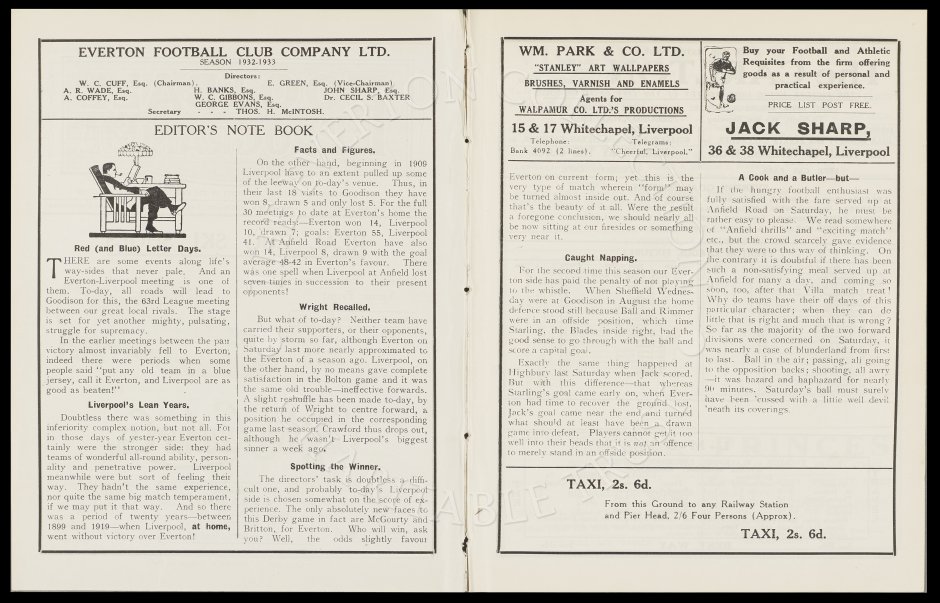 EVERTON FOOTBALL CLUB COMPANY LTD.
SEASON 1932-1933
Directors:
W. C. CUFF, Esq. (Chairman), E. GREEN, Esq. (Vice-Chairman)
A. R. WADE, Esq. H. BANKS, Esq. JOHN SHARP, Esq.
A. COFFEY, Esq. W. C. GIBBONS, Esq. Dr. CECIL S. BAXTER
GEORGE EVANS, Esq.
Secretary - - - THOS. H. McINTOSH.
EDITOR'S NOTE BOOK
Red (and Blue) Letter Days.
THERE are some events along life's
way-sides that never pale. And an
Everton-Liverpool meeting is one of
them. To-day, all roads will lead to
Goodison for this, the 63rd League meeting
between our great local rivals. The stage
is set for yet another mighty, pulsating,
struggle for supremacy.
In the earlier meetings between the pair
victory almost invariably fell to Everton;
indeed there were periods when some
people said "put any old team in a blue
jersey, call it Everton, and Liverpool are as
good as beaten!"
Liverpool's Lean Years.
Doubtless there was something in this
inferiority complex notion, but not all. For
in those days of yester-year Everton cer-
tainly were the stronger side; they had
teams of wonderful all-round ability, person-
ality and penetrative power. Liverpool
meanwhile were but sort of feeling their
way. They hadn't the same experience,
nor quite the same big match temperament,
if we may put it that way. And so there
was a period of twenty years—between
1899 and 1919—when Liverpool, at home,
went without victory over Everton!
Facts and Figures.
On the other hand, beginning in 1909
Liverpool have to an extent pulled up some
of the leeway on to-day's venue. Thus, in
their last 18 visits to Goodison they have
won 8, drawn 5 and only lost 5. For the full
30 meetings to date at Everton's home the
record reads:—Everton won 14, Liverpool
10, drawn 7; goals: Everton 55, Liverpool
41. At Anfield Road Everton have also
won 14, Liverpool 8, drawn 9 with the goal
average 48-42 in Everton's favour. There
was one spell when Liverpool at Anfield lost
seven times in succession to their present
opponents!
Wright Recalled.
But what of to-day? Neither team have
carried their supporters, or their opponents,
quite by storm so far, although Everton on
Saturday last more nearly approximated to
the Everton of a season ago. Liverpool, on
the other hand, by no means gave complete
satisfaction in the Bolton game and it was
the same old trouble—ineffective forwards.
A slight reshuffle has been made to-day, by
the return of Wright to centre forward, a
position he occupied in the corresponding
game last season. Crawford thus drops out,
although he wasn't Liverpool's biggest
sinner a week ago.
Spotting the Winner.
The directors' task is doubtless a diffi-
cult one, and probably to-day's Liverpool
side is chosen somewhat on the score of ex-
perience. The only absolutely new faces to
this Derby game in fact are McGourty and
Britton, for Everton. Who will win, ask
you? Well, the odds slightly favour
WM. PARK & CO. LTD.
"STANLEY" ART WALLPAPERS
BRUSHES, VARNISH AND ENAMELS
Agents for
WALPAMUR CO. LTD.'S PRODUCTIONS
15 & 17 Whitechapel, Liverpool
Telephone: Telegrams:
Bank 4092 (2 lines). "Cheerful, Liverpool."
Buy your Football and Athletic
Requisites from the firm offering
goods as a result of personal and
practical experience.
PRICE LIST POST FREE.
JACK SHARP,
36 & 38 Whitechapel, Liverpool
Everton on current form; yet this is the
very type of match wherein "form" may
be turned almost inside out. And of course
that's the beauty of it all. Were the result
a foregone conclusion, we should nearly all
be now sitting at our firesides or something
very near it.
Caught Napping.
For the second time this season our Ever-
ton side has paid the penalty of not playing
to the whistle. When Sheffield Wednes-
day were at Goodison in August the home
defence stood still because Ball and Rimmer
were in an offside position, which time
Starling, the Blades inside right, had the
good sense to go through with the ball and
score a capital goal.
Exactly the same thing happened at
Highbury last Saturday when Jack scored.
But with this difference—that whereas
Starling's goal came early on, when Ever-
ton had time to recover the ground lost,
Jack's goal came near the end and turned
what should at least have been a drawn
game into defeat. Players cannot get it too
well into their heads that it is not an offence
to merely stand in an offside position.
A Cook and a Butler—but—
If the hungry football enthusiast was
fully satisfied with the fare served up at
Anfield Road on Saturday, he must be
rather easy to please. We read somewhere
of "Anfield thrills" and "exciting match"
etc., but the crowd scarcely gave evidence
that they were to this way of thinking. On
the contrary it is doubtful if there has been
such a non-satisfying meal served up at
Anfield for many a day, and coming so
soon, too, after that Villa match treat!
Why do teams have their off days of this
particular character; when they can do
little that is right and much that is wrong?
So far as the majority of the two forward
divisions were concerned on Saturday, it
was nearly a case of blunderland from first
to last. Ball in the air; passing, ah going
to the opposition backs; shooting, all awry
—it was hazard and haphazard for nearly
90 minutes. Saturday's ball must surely
have been 'cussed with a little well devil
'neath its coverings.
TAXI, 2s. 6d.
From this Ground to any Railway Station
and Pier Head, 2/6 Four Persons (Approx).
TAXI, 2s. 6d.